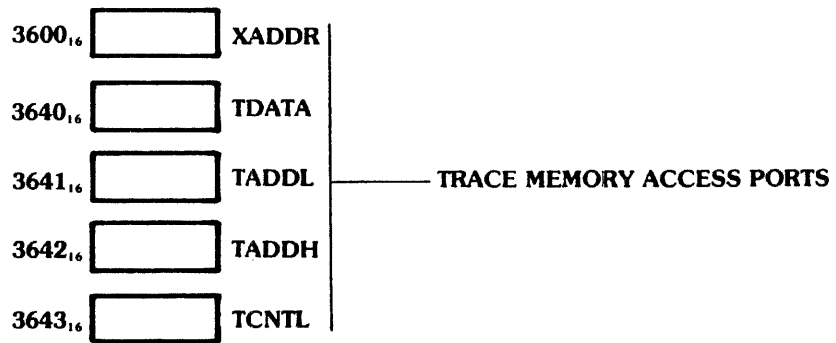 3600₁₆ XADDR
3640₁₆ TDATA
3641₁₆ TADDL
TRACE MEMORY ACCESS PORTS
3642₁₆ TADDH
3643₁₆ TCNTL